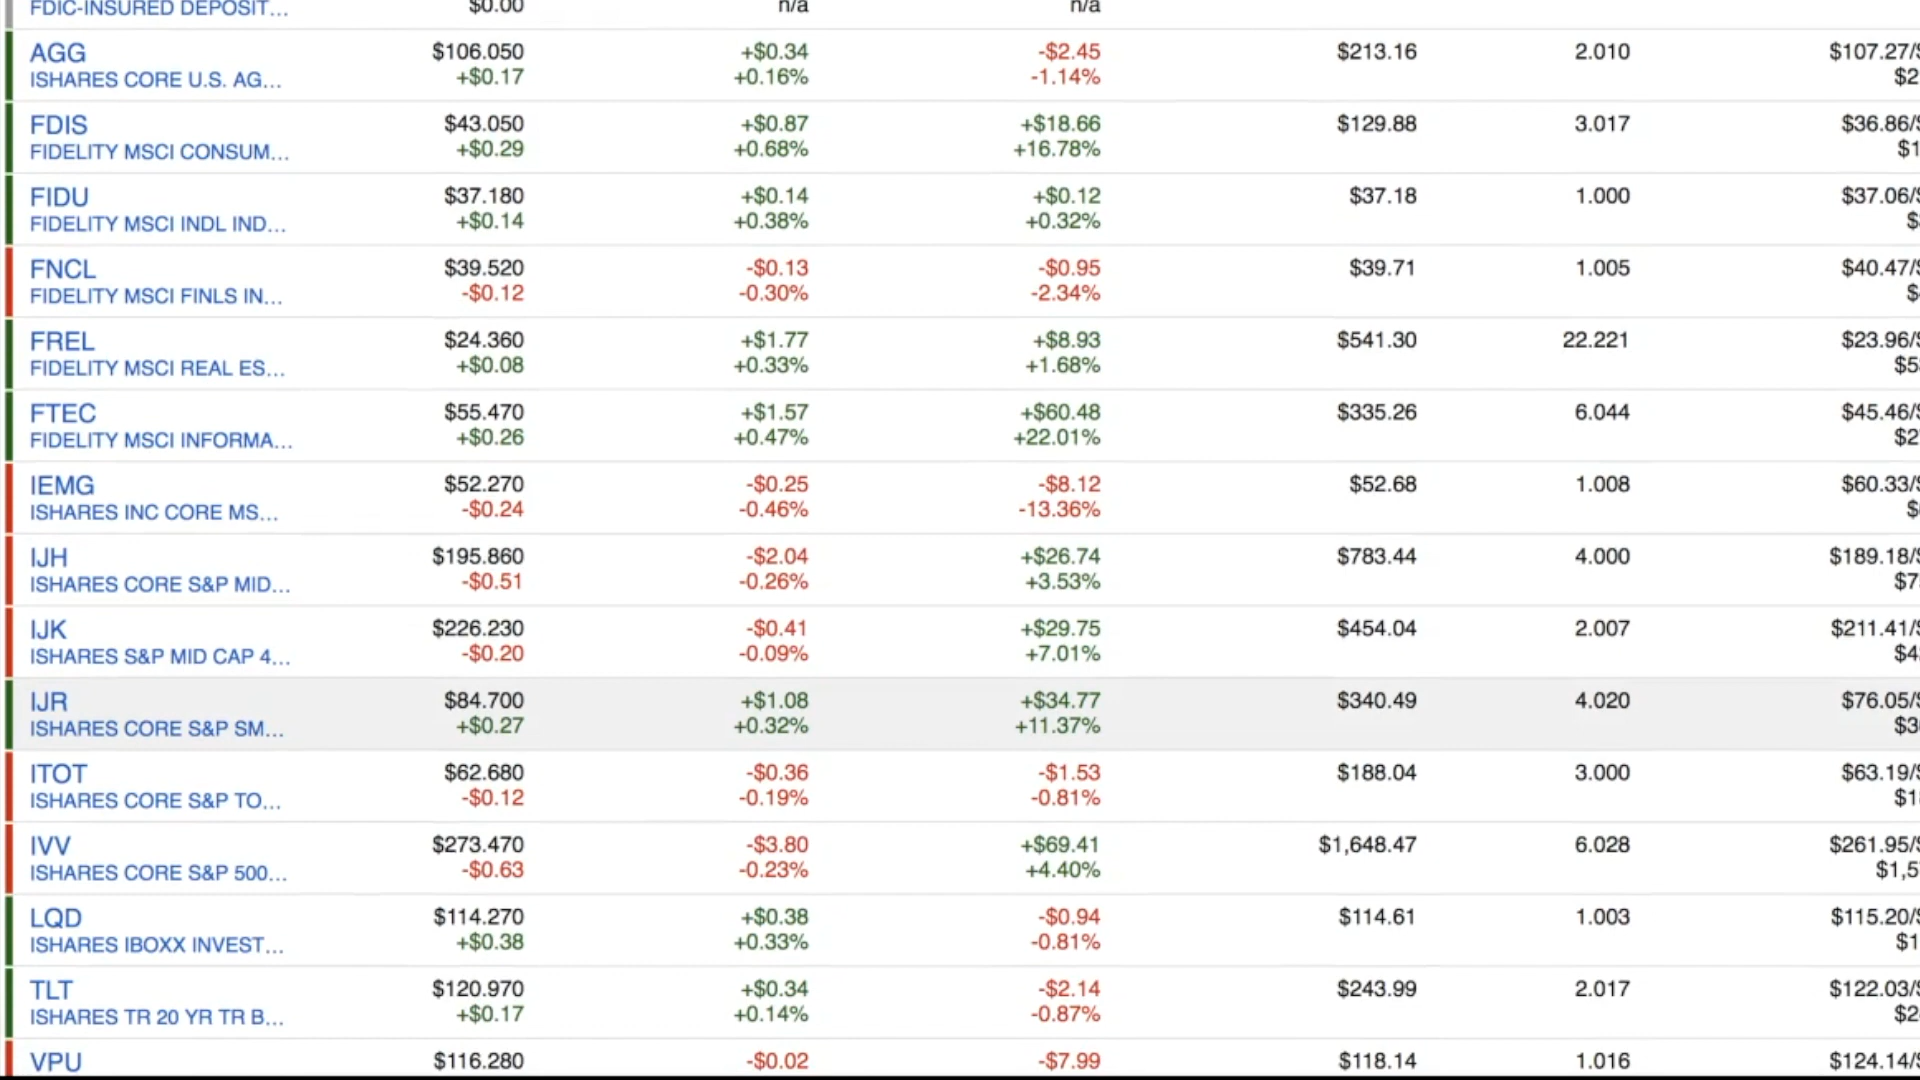 FDIC-INSURED DEPOSIT... $0.00 n/a n/a
AGG $106.050 +$0.34 -$2.45 $213.16 2.010 $107.27/$
ISHARES CORE U.S. AG... +$0.17 +0.16% -1.14% $2
FDIS $43.050 +$0.87 +$18.66 $129.88 3.017 $36.86/$
FIDELITY MSCI CONSUM... +$0.29 +0.68% +16.78% $1
FIDU $37.180 +$0.14 +$0.12 $37.18 1.000 $37.06/$
FIDELITY MSCI INDL IND... +$0.14 +0.38% +0.32% $
FNCL $39.520 -$0.13 -$0.95 $39.71 1.005 $40.47/$
FIDELITY MSCI FINLS IN... -$0.12 -0.30% -2.34% $
FREL $24.360 +$1.77 +$8.93 $541.30 22.221 $23.96/$
FIDELITY MSCI REAL ES... +$0.08 +0.33% +1.68% $5
FTEC $55.470 +$1.57 +$60.48 $335.26 6.044 $45.46/$
FIDELITY MSCI INFORMA... +$0.26 +0.47% +22.01% $2
IEMG $52.270 -$0.25 -$8.12 $52.68 1.008 $60.33/$
ISHARES INC CORE MS... -$0.24 -0.46% -13.36% $
IJH $195.860 -$2.04 +$26.74 $783.44 4.000 $189.18/$
ISHARES CORE S&P MID... -$0.51 -0.26% +3.53% $7
IJK $226.230 -$0.41 +$29.75 $454.04 2.007 $211.41/$
ISHARES S&P MID CAP 4... -$0.20 -0.09% +7.01% $4
IJR $84.700 +$1.08 +$34.77 $340.49 4.020 $76.05/$
ISHARES CORE S&P SM... +$0.27 +0.32% +11.37% $3
ITOT $62.680 -$0.36 -$1.53 $188.04 3.000 $63.19/$
ISHARES CORE S&P TO... -$0.12 -0.19% -0.81% $1
IVV $273.470 -$3.80 +$69.41 $1,648.47 6.028 $261.95/$
ISHARES CORE S&P 500... -$0.63 -0.23% +4.40% $1,5
LQD $114.270 +$0.38 -$0.94 $114.61 1.003 $115.20/$
ISHARES IBOXX INVEST... +$0.38 +0.33% -0.81% $1
TLT $120.970 +$0.34 -$2.14 $243.99 2.017 $122.03/$
ISHARES TR 20 YR TR B... +$0.17 +0.14% -0.87% $2
VPU $116.280 -$0.02 -$7.99 $118.14 1.016 $124.14/$